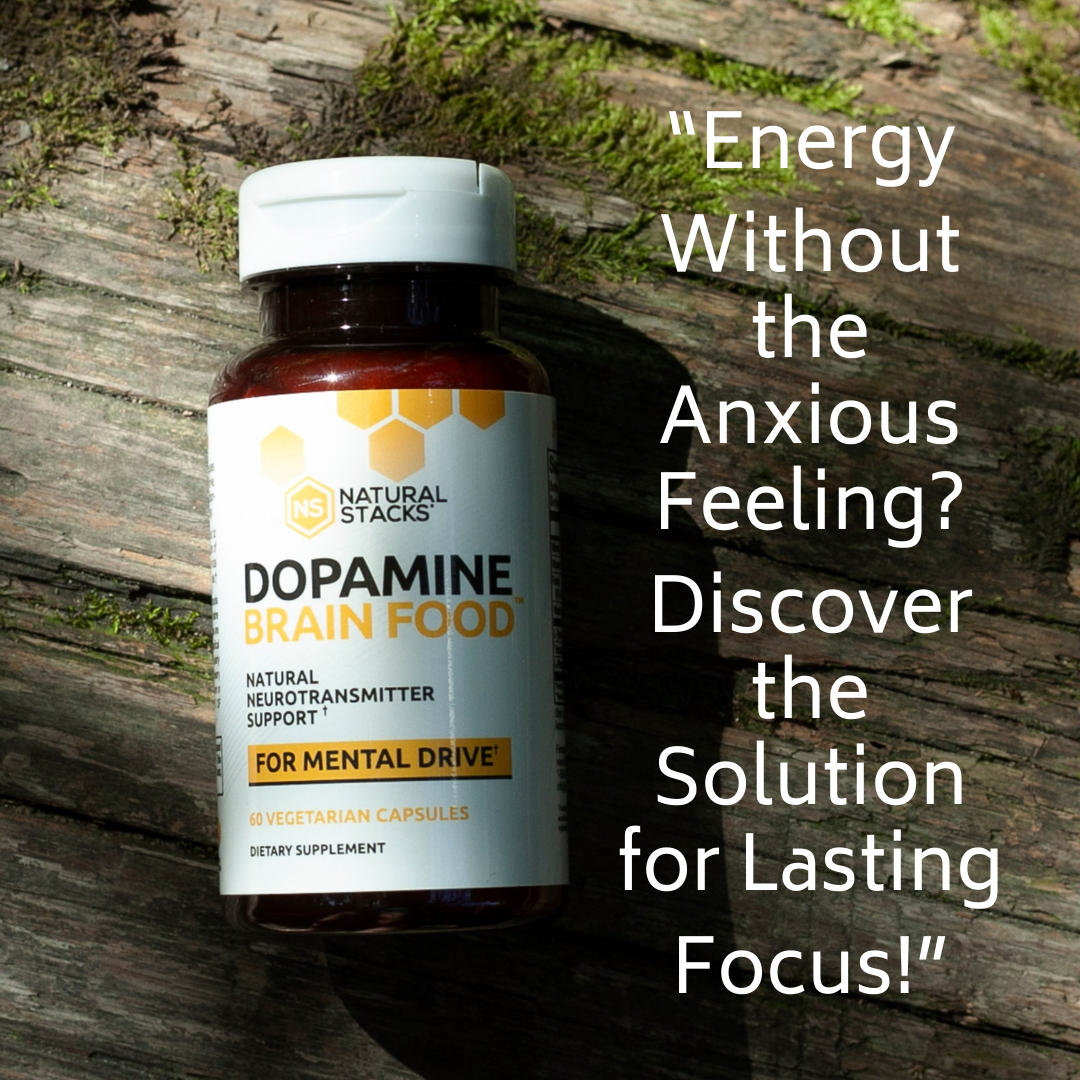 NS
NATURAL
STACKS
DOPAMINE
BRAIN FOOD™
NATURAL
NEUROTRANSMITTER
SUPPORT†
FOR MENTAL DRIVE†
60 VEGETARIAN CAPSULES
DIETARY SUPPLEMENT
“Energy
Without
the
Anxious
Feeling?
Discover
the
Solution
for Lasting
Focus!”